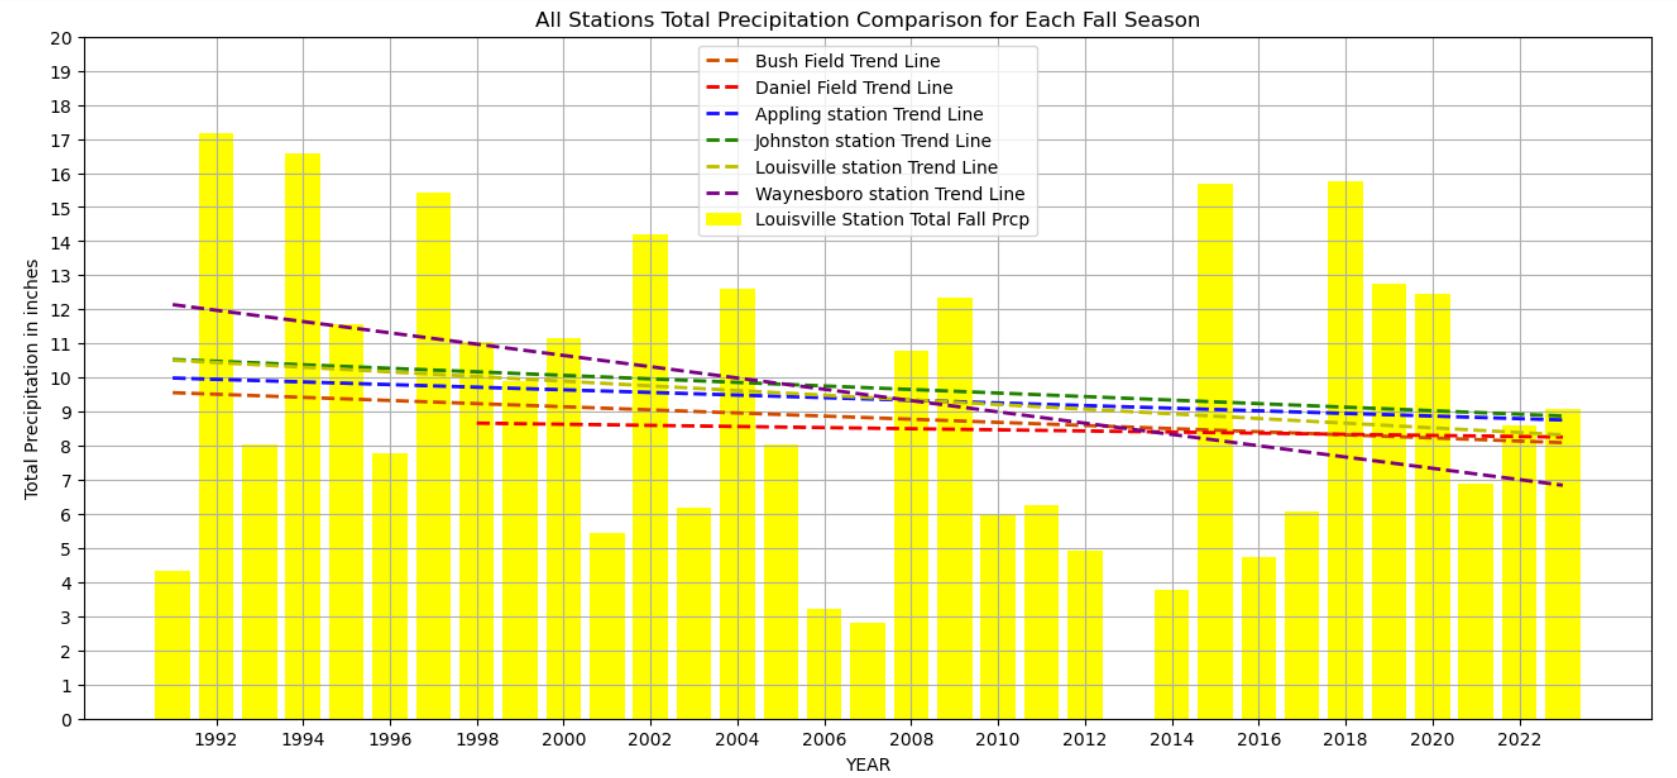 All Stations Total Precipitation Comparison for Each Fall Season
20
19
18
17
16
15
14
13
12
11
10
9
8
7
6
5
4
3
2
1
0
Total Precipitation in inches
Bush Field Trend Line
Daniel Field Trend Line
Appling station Trend Line
Johnston station Trend Line
Louisville station Trend Line
Waynesboro station Trend Line
Louisville Station Total Fall Prcp
1992 1994 1996 1998 2000 2002 2004 2006 2008 2010 2012 2014 2016 2018 2020 2022
YEAR